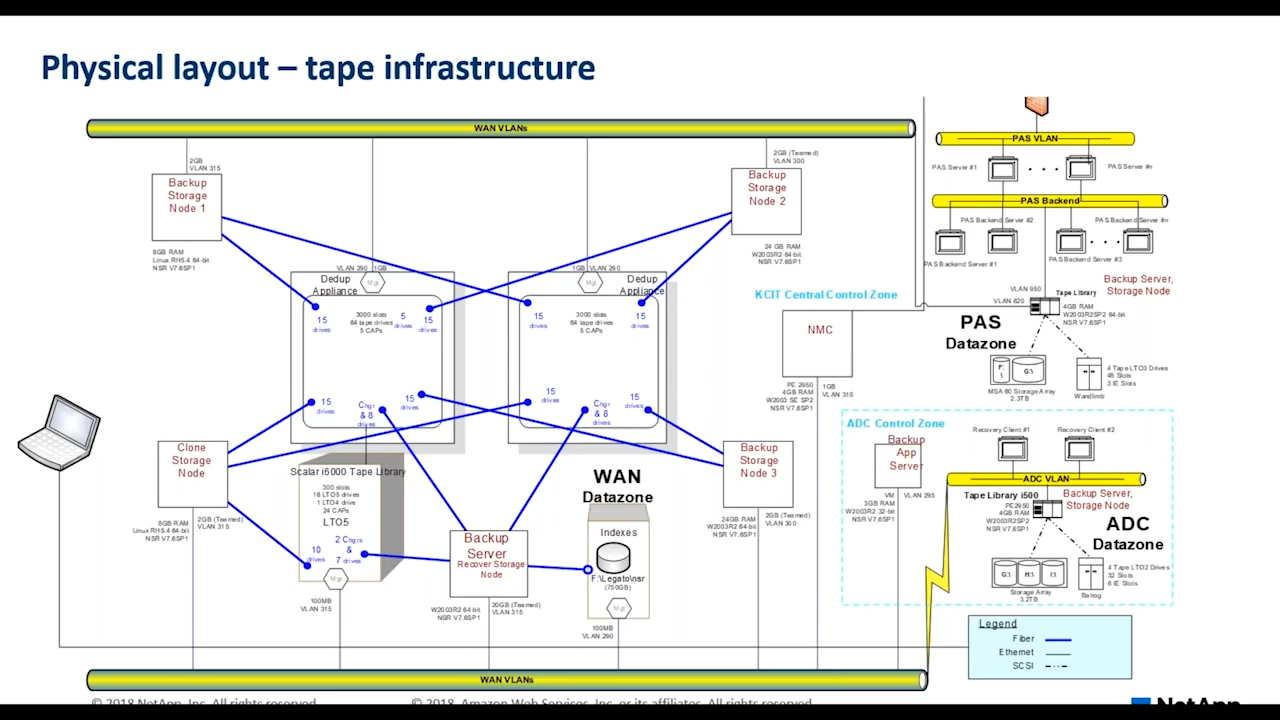 Physical layout – tape infrastructure
WAN VLANs
2GB
VLAN 315
Backup
Storage
Node 1
8GB RAM
Linux RH5.4 64-bit
NSR V7.6SP1
2GB (Teamed)
VLAN 300
Backup
Storage
Node 2
24 GB RAM
W2003R2 64-bit
NSR V7.6SP1
VLAN 290 1GB
Dedup
Appliance
Mgt
3000 slots
64 tape drives
5 CAPs
15
drives
5
drives
15
drives
15
drives
Chgr
& 8
drives
15
drives
1GB VLAN 290
Dedup
Appliance
Mgt
3000 slots
64 tape drives
5 CAPs
15
drives
15
drives
15
drives
Chgr
& 8
drives
15
drives
KCIT Central Control Zone
NMC
PE 2950
4GB RAM
W2003 SE SP2
NSR V7.6SP1
1GB
VLAN 315
PAS VLAN
PAS Server #1
PAS Server #n
PAS Backend
PAS Backend Server #2
PAS Backend Server #n
PAS Backend Server #1
PAS Backend Server #3
Backup Server,
Storage Node
VLAN 950
VLAN 620
Tape Library
4GB RAM
W2003R2SP2 64-bit
NSR V7.6SP1
PAS
Datazone
F:\
G:\
MSA 60 Storage Array
2.3TB
4 Tape LTO3 Drives
48 Slots
3 IE Slots
Wandlimb
Clone
Storage
Node
8GB RAM
Linux RH5.4 64-bit
NSR V7.6SP1
2GB (Teamed)
VLAN 315
Scalar i6000 Tape Library
300 slots
16 LTO5 drives
1 LTO4 drive
24 CAPs
LTO5
10
drives
2 Chgrs
&
7 drives
Mgt
100MB
VLAN 315
Backup
Server
Recover Storage
Node
W2003R2 64-bit
NSR V7.6SP1
20GB (Teamed)
VLAN 315
WAN
Datazone
Indexes
F:\Legato\nsr
(750GB)
Mgt
100MB
VLAN 290
Backup
Storage
Node 3
24GB RAM
W2003R2 64-bit
NSR V7.6SP1
2GB (Teamed)
VLAN 300
ADC Control Zone
Backup
App
Server
VM
3GB RAM
W2003R2 32-bit
NSR V7.6SP1
VLAN 295
Recovery Client #1
Recovery Client #2
ADC VLAN
Tape Library i500
PE2950
4GB RAM
W2003R2SP2
NSR V7.6SP1
Backup Server,
Storage Node
ADC
Datazone
G:\
H:\
I:\
Storage Array
3.2TB
4 Tape LTO2 Drives
32 Slots
6 IE Slots
Balrog
Legend
Fiber
Ethernet
SCSI
WAN VLANs
© 2018 NetApp, Inc. All rights reserved.
© 2018, Amazon Web Services, Inc. or its affiliates. All rights reserved.
NetApp